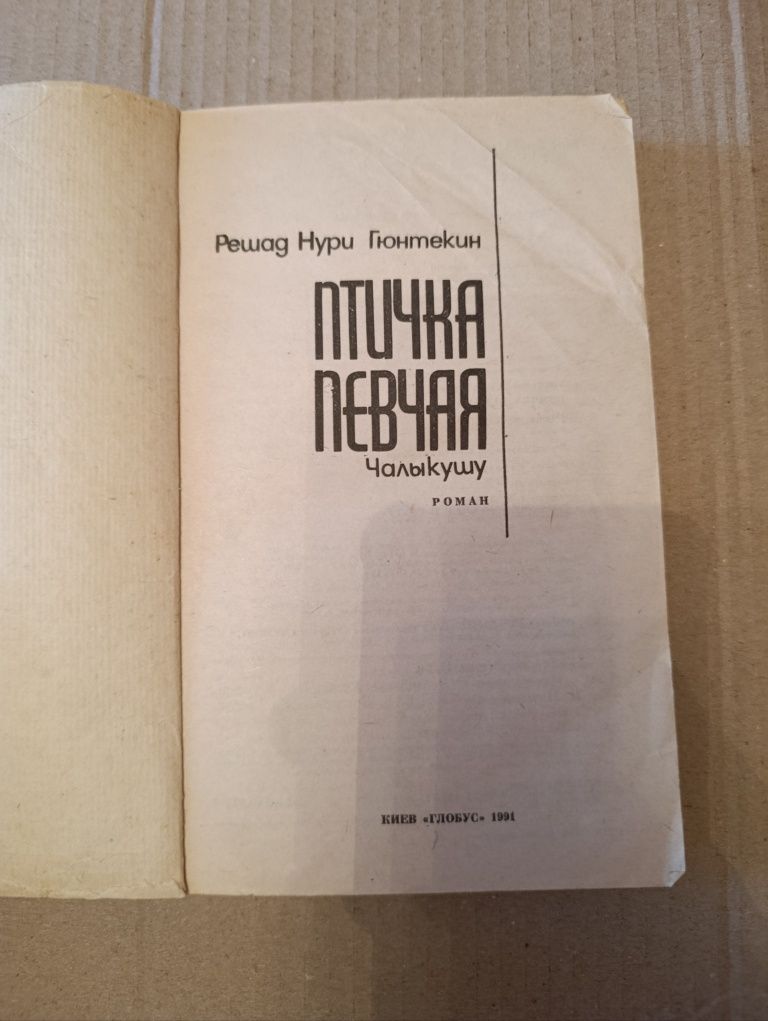 Решад Нури Гюнтекин
ПТИЧКА
ПЕВЧАЯ
Чалыкушу
РОМАН
КИЕВ «ГЛОБУС» 1991